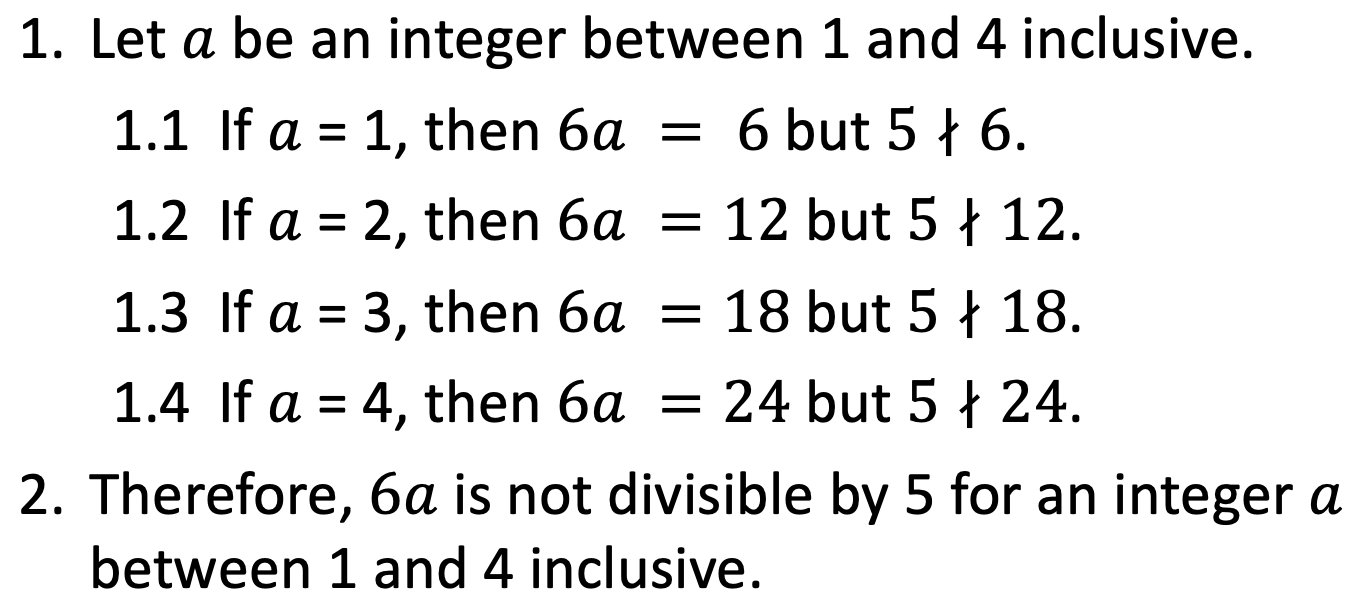 1. Let a be an integer between 1 and 4 inclusive.
1.1 If a = 1, then 6a = 6 but 5 ∤ 6.
1.2 If a = 2, then 6a = 12 but 5 ∤ 12.
1.3 If a = 3, then 6a = 18 but 5 ∤ 18.
1.4 If a = 4, then 6a = 24 but 5 ∤ 24.
2. Therefore, 6a is not divisible by 5 for an integer a
between 1 and 4 inclusive.